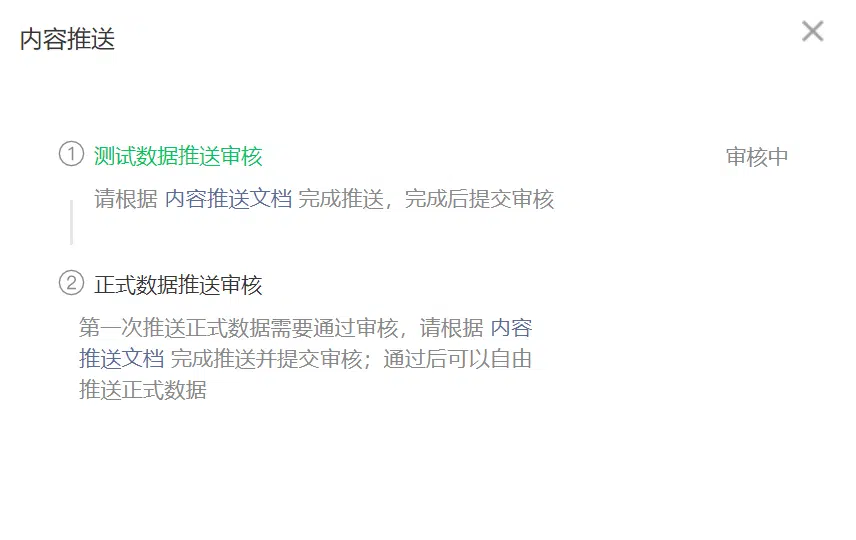 内容推送
① 测试数据推送审核 审核中
请根据 内容推送文档 完成推送，完成后提交审核
② 正式数据推送审核
第一次推送正式数据需要通过审核，请根据 内容
推送文档 完成推送并提交审核；通过后可以自由
推送正式数据